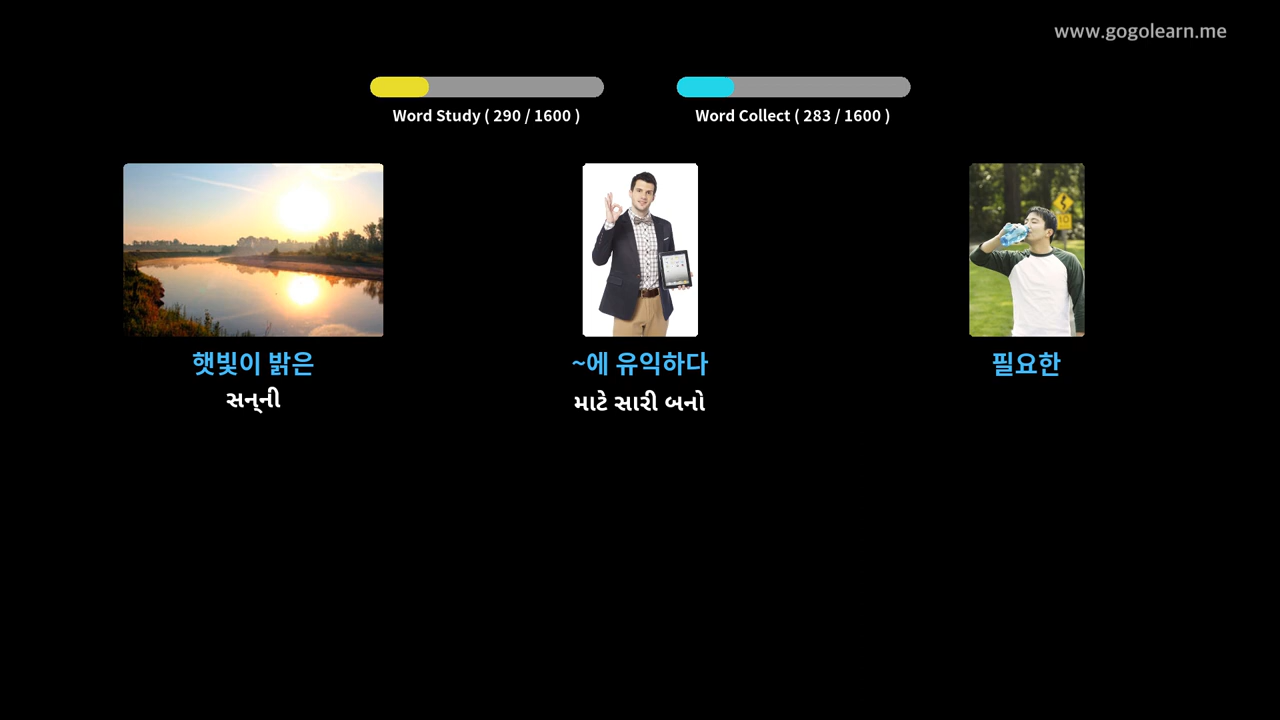 www.gogolearn.me
Word Study ( 290 / 1600 )
Word Collect ( 283 / 1600 )
햇빛이 밝은
~에 유익하다
필요한
સન્‌ની
માટે સારી બનો